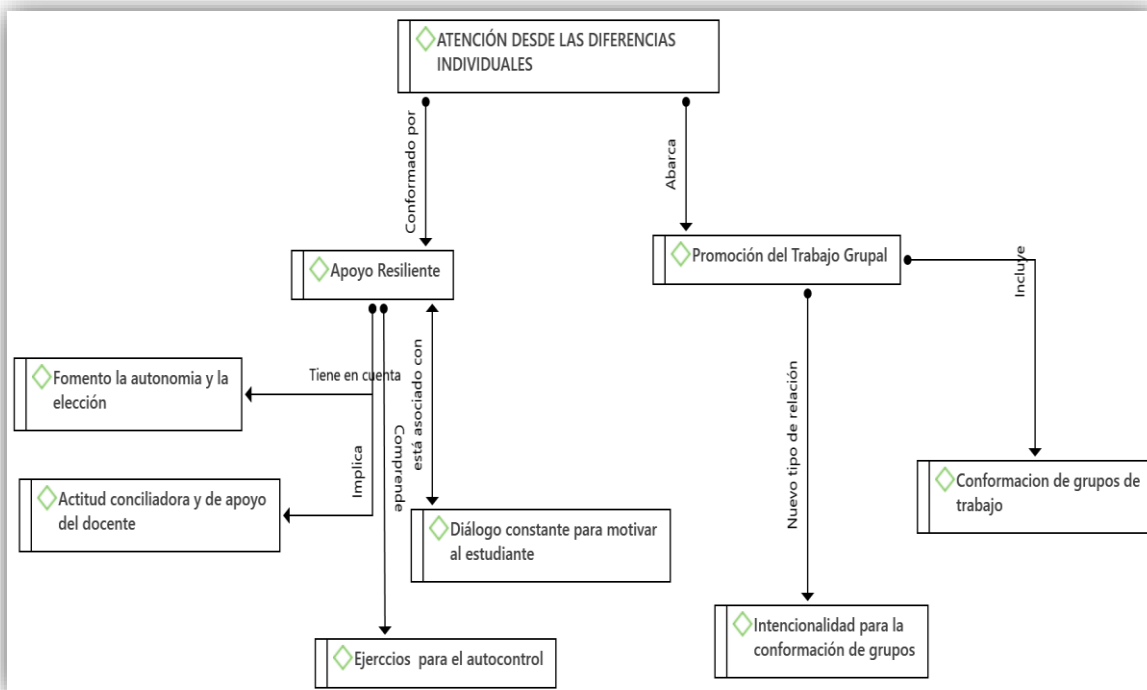 ATENCIÓN DESDE LAS DIFERENCIAS
INDIVIDUALES
Conformado por
Abarca
Apoyo Resiliente
Promoción del Trabajo Grupal
Incluye
Tiene en cuenta
Fomento la autonomia y la
elección
Implica
Comprende
está asociado con
Nuevo tipo de relación
Actitud conciliadora y de apoyo
del docente
Diálogo constante para motivar
al estudiante
Conformacion de grupos de
trabajo
Ejerccios para el autocontrol
Intencionalidad para la
conformación de grupos